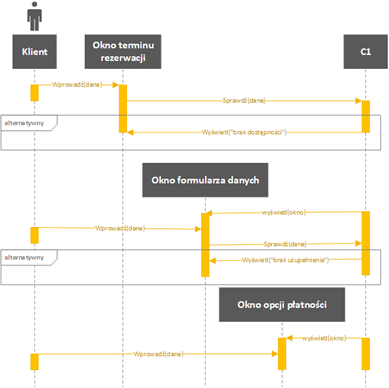 Klient
Okno terminu
rezerwacji
C1
Wprowadź(dane)
Sprawdź(dane)
alternatywny
Wyświetl("brak dostępności")
Okno formularza danych
wyświetl(okno)
Wprowadź(dane)
Sprawdź(dane)
alternatywny
Wyświetl("brak uzupełnienia")
Okno opcji płatności
wyświetl(okno)
Wprowadź(dane)